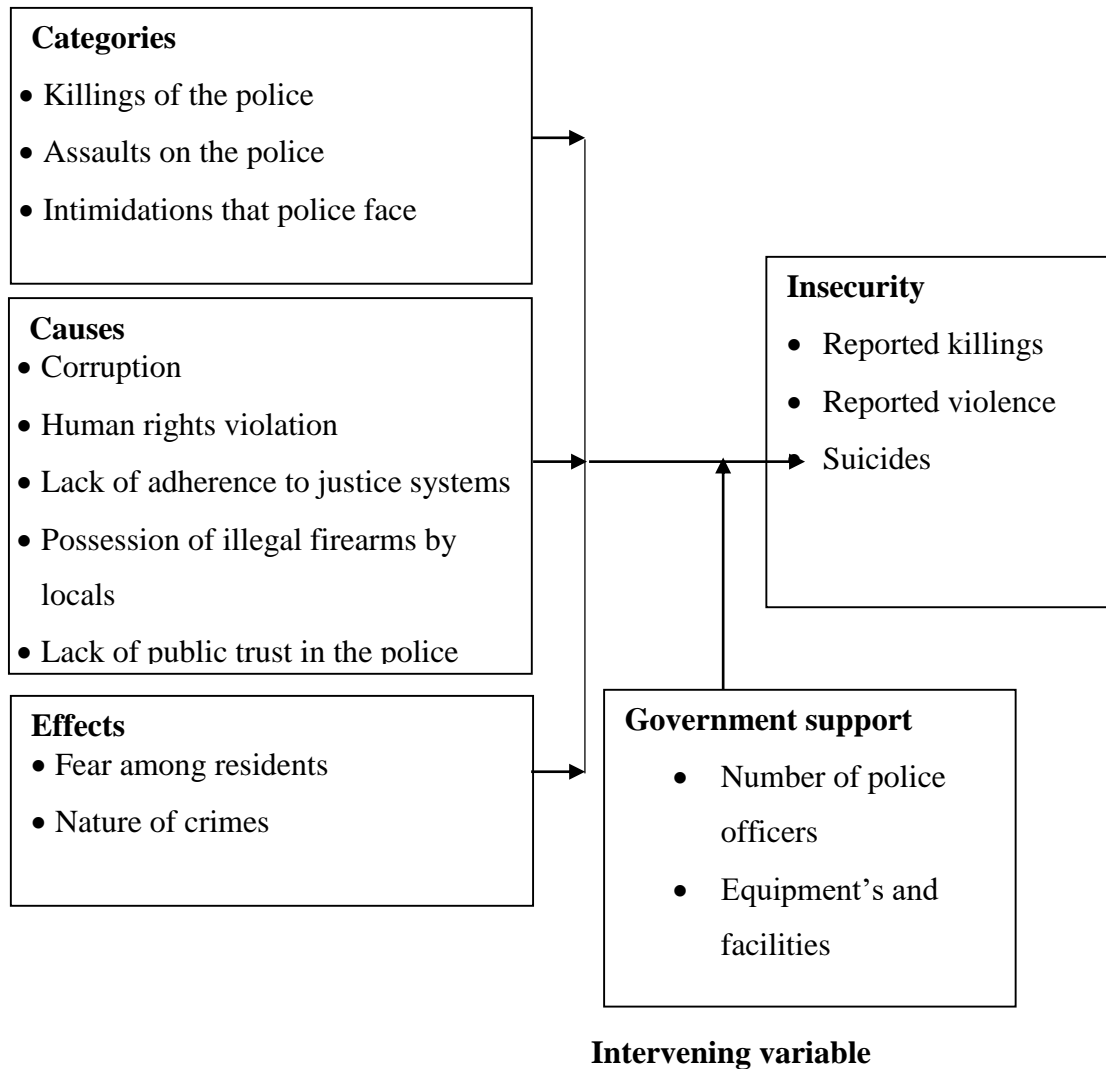 Categories
• Killings of the police
• Assaults on the police
• Intimidations that police face
Causes
• Corruption
• Human rights violation
• Lack of adherence to justice systems
• Possession of illegal firearms by
locals
• Lack of public trust in the police
Effects
• Fear among residents
• Nature of crimes
Insecurity
• Reported killings
• Reported violence
• Suicides
Government support
• Number of police
officers
• Equipment’s and
facilities
Intervening variable